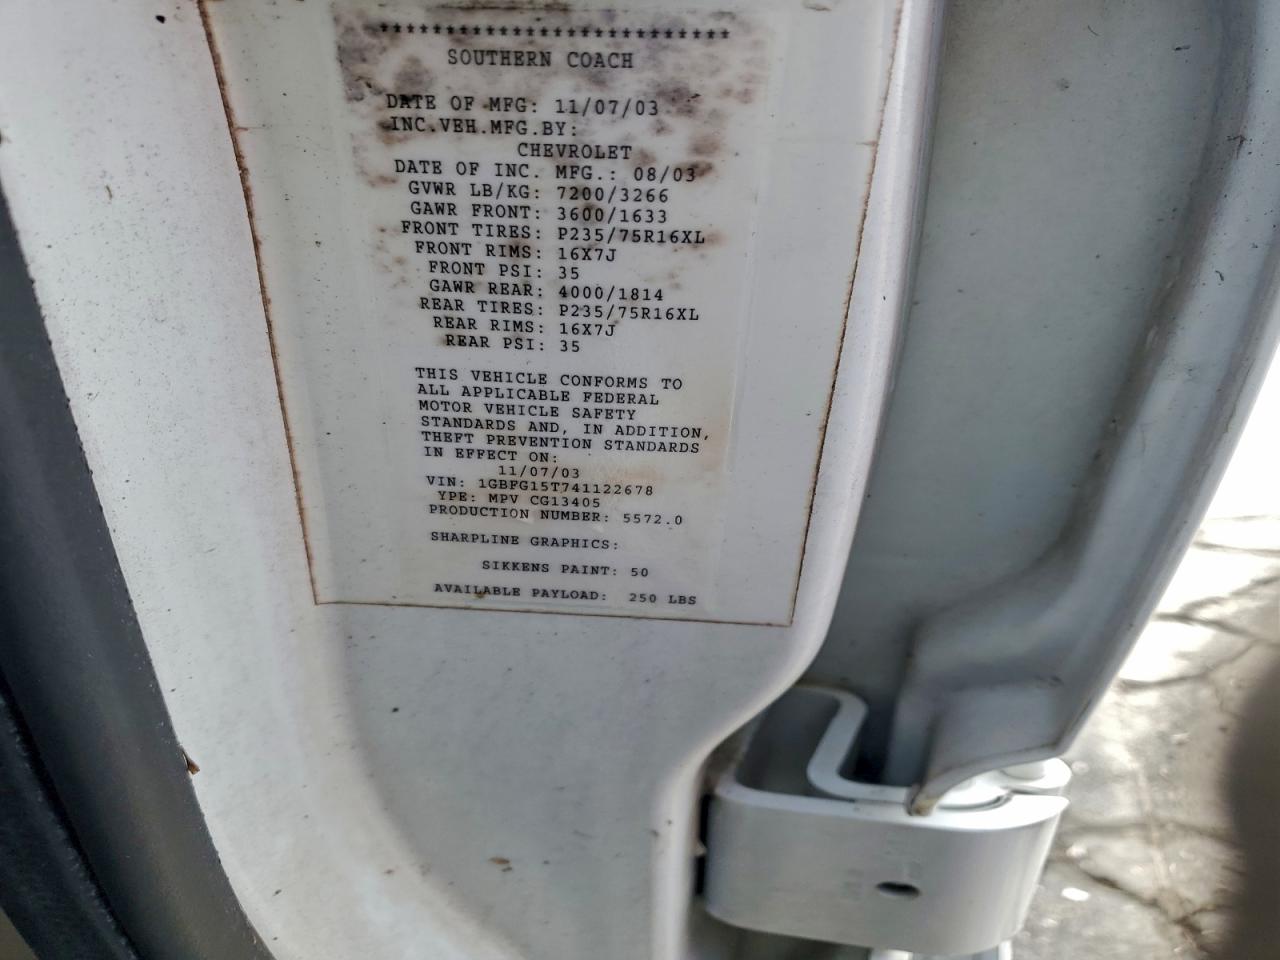 ***********************************
SOUTHERN COACH
DATE OF MFG: 11/07/03
INC.VEH.MFG.BY:
CHEVROLET
DATE OF INC. MFG.: 08/03
GVWR LB/KG: 7200/3266
GAWR FRONT: 3600/1633
FRONT TIRES: P235/75R16XL
FRONT RIMS: 16X7J
FRONT PSI: 35
GAWR REAR: 4000/1814
REAR TIRES: P235/75R16XL
REAR RIMS: 16X7J
REAR PSI: 35
THIS VEHICLE CONFORMS TO
ALL APPLICABLE FEDERAL
MOTOR VEHICLE SAFETY
STANDARDS AND, IN ADDITION,
THEFT PREVENTION STANDARDS
IN EFFECT ON:
11/07/03
VIN: 1GBFG15T741122678
YPE: MPV CG13405
PRODUCTION NUMBER: 5572.0
SHARPLINE GRAPHICS:
SIKKENS PAINT: 50
AVAILABLE PAYLOAD: 250 LBS